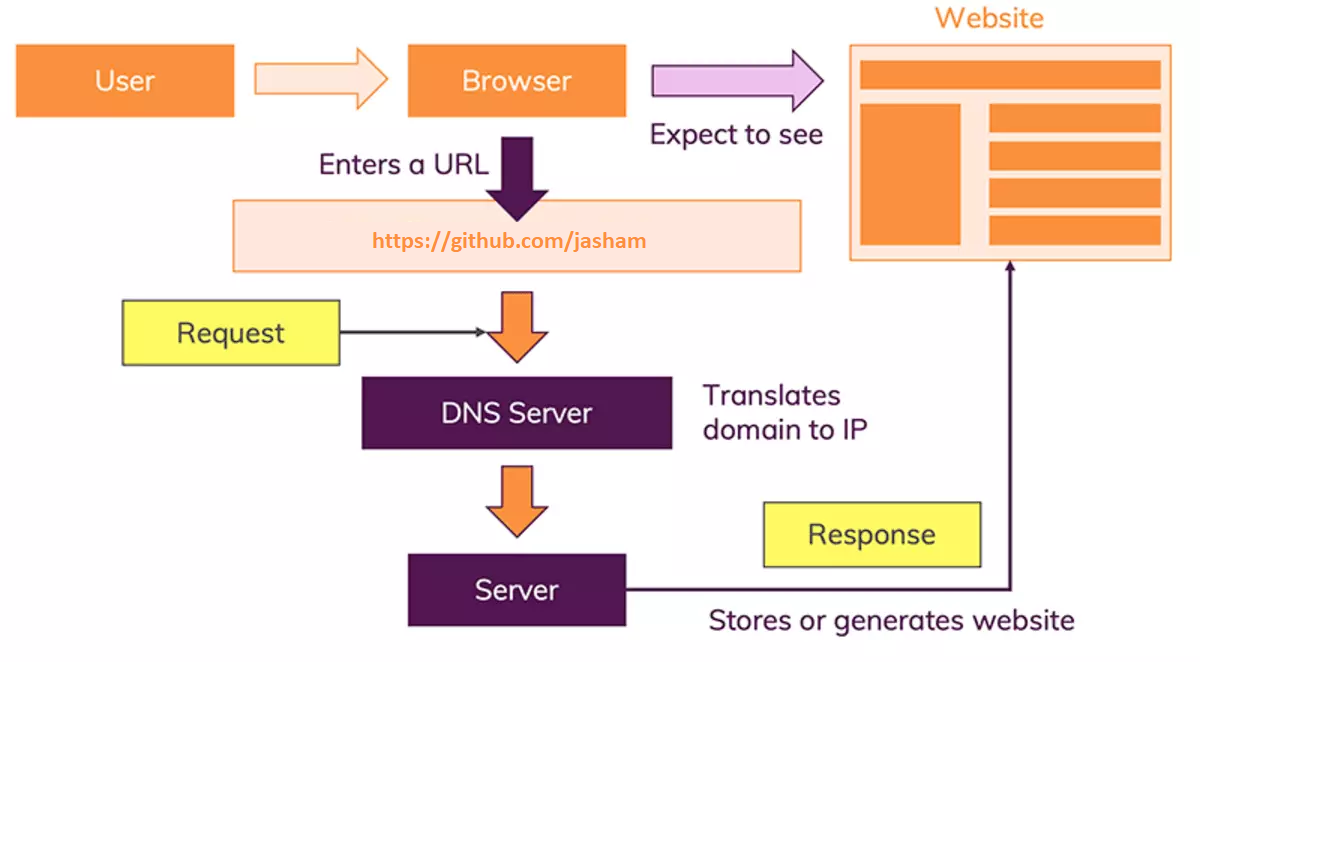 Website
User
Browser
Expect to see
Enters a URL
https://github.com/jasham
Request
DNS Server
Translates
domain to IP
Response
Server
Stores or generates website